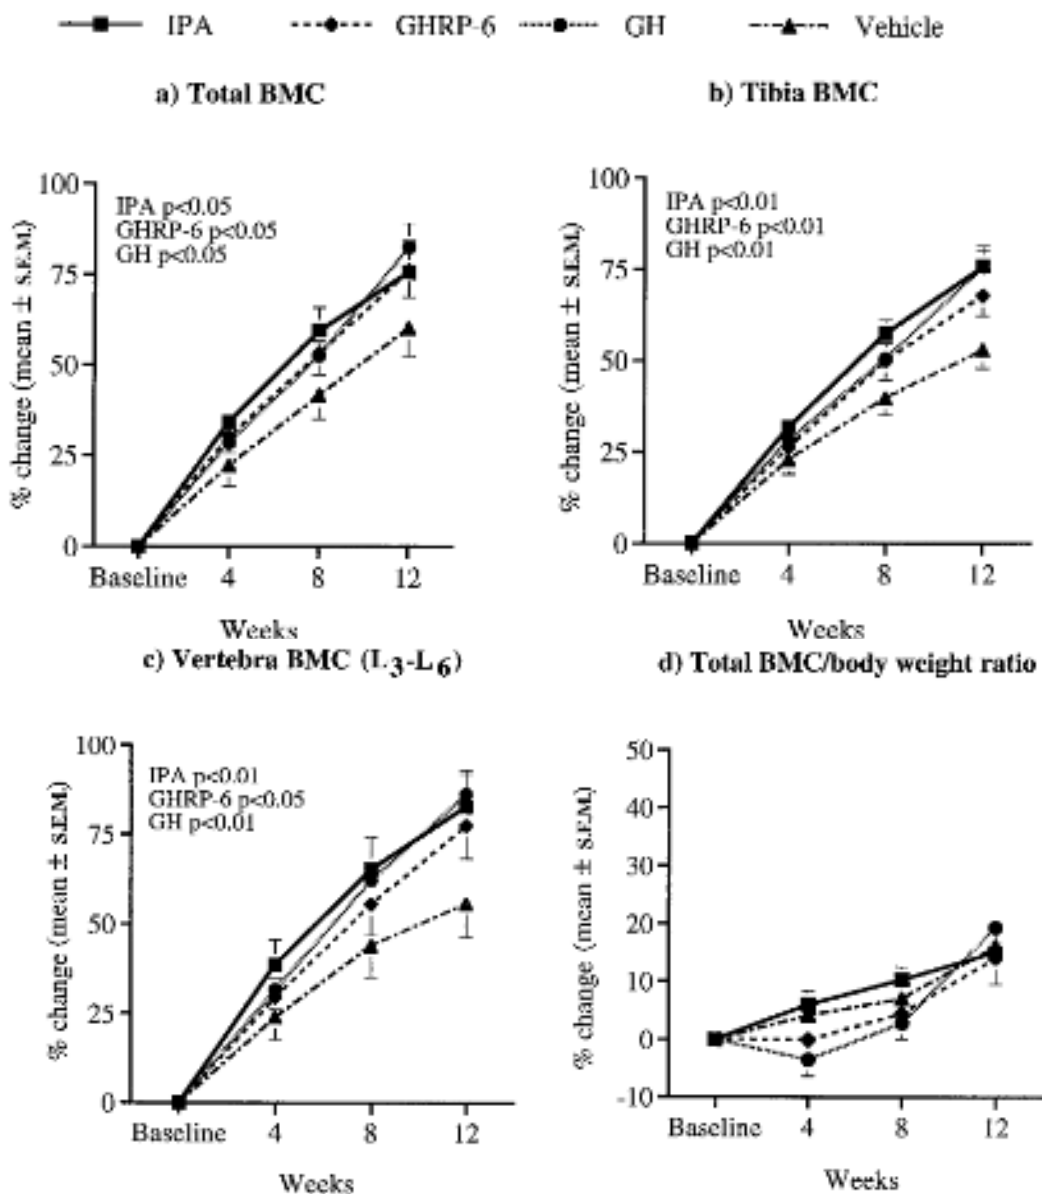 IPA GHRP-6 GH Vehicle
a) Total BMC
b) Tibia BMC
% change (mean ± S.E.M.)
100
75
50
25
0
IPA p<0.05
GHRP-6 p<0.05
GH p<0.05
Baseline 4 8 12
Weeks
% change (mean ± S.E.M.)
100
75
50
25
0
IPA p<0.01
GHRP-6 p<0.01
GH p<0.01
Baseline 4 8 12
Weeks
c) Vertebra BMC (L3-L6)
d) Total BMC/body weight ratio
% change (mean ± S.E.M.)
100
75
50
25
0
IPA p<0.01
GHRP-6 p<0.05
GH p<0.01
Baseline 4 8 12
Weeks
% change (mean ± S.E.M.)
50
40
30
20
10
0
-10
Baseline 4 8 12
Weeks